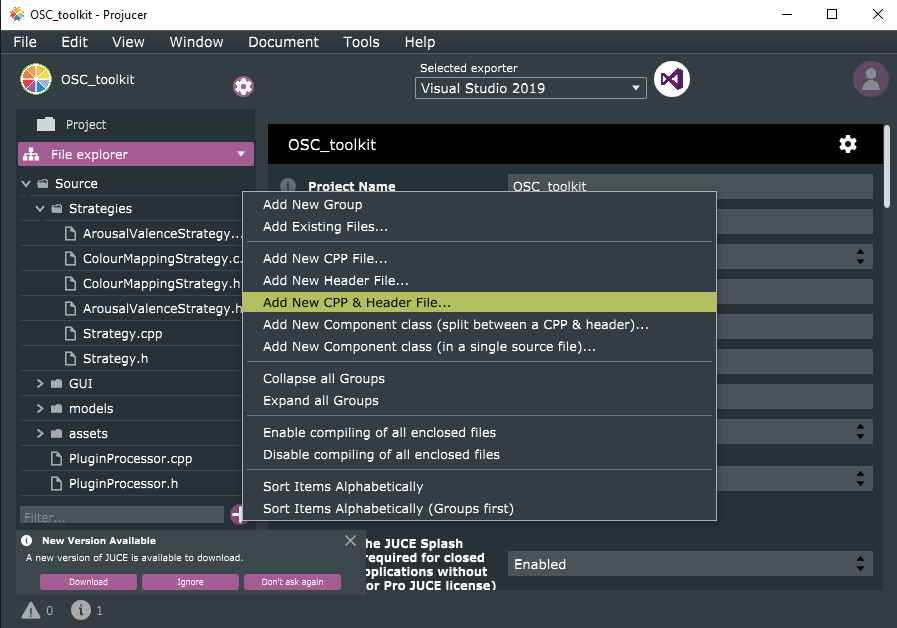 OSC_toolkit - Projucer
File Edit View Window Document Tools Help
OSC_toolkit
Selected exporter
Visual Studio 2019
Project
File explorer
Source
Strategies
ArousalValenceStrategy...
ColourMappingStrategy.c
ColourMappingStrategy.h
ArousalValenceStrategy.h
Strategy.cpp
Strategy.h
GUI
models
assets
PluginProcessor.cpp
PluginProcessor.h
Filter...
OSC_toolkit
Project Name
OSC_toolkit
Add New Group
Add Existing Files...
Add New CPP File...
Add New Header File...
Add New CPP & Header File...
Add New Component class (split between a CPP & header)...
Add New Component class (in a single source file)...
Collapse all Groups
Expand all Groups
Enable compiling of all enclosed files
Disable compiling of all enclosed files
Sort Items Alphabetically
Sort Items Alphabetically (Groups first)
he JUCE Splash
required for closed
pplications without
or Pro JUCE license)
Enabled
New Version Available
A new version of JUCE is available to download.
Download Ignore Don't ask again
0 1